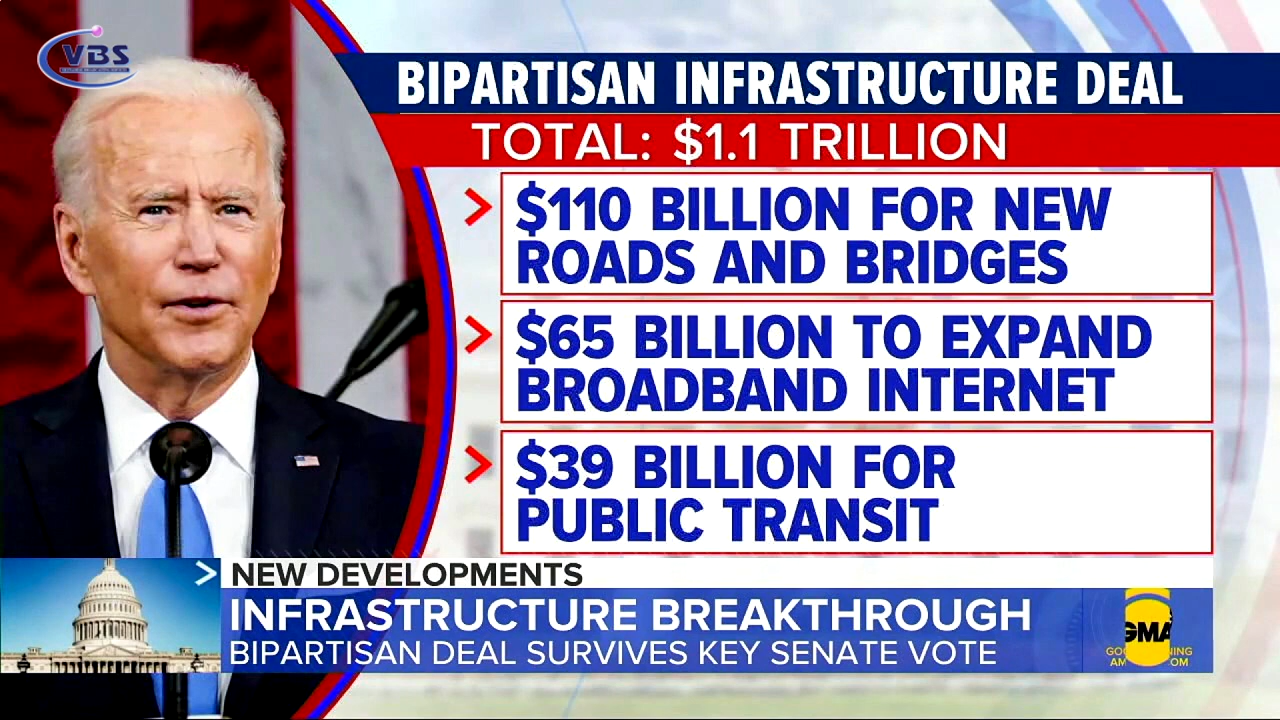 VBS
BIPARTISAN INFRASTRUCTURE DEAL
TOTAL: $1.1 TRILLION
$110 BILLION FOR NEW
ROADS AND BRIDGES
$65 BILLION TO EXPAND
BROADBAND INTERNET
$39 BILLION FOR
PUBLIC TRANSIT
> NEW DEVELOPMENTS
INFRASTRUCTURE BREAKTHROUGH
BIPARTISAN DEAL SURVIVES KEY SENATE VOTE
GMA